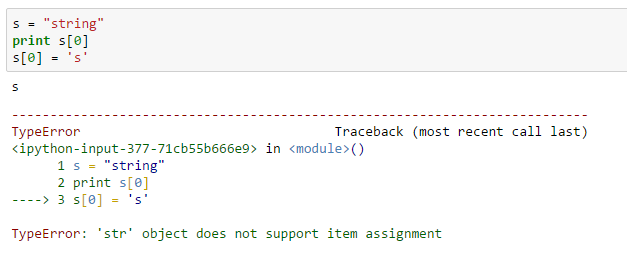 s = "string"
print s[0]
s[0] = 's'
s
---------------------------------------------------------------------------
TypeError                                 Traceback (most recent call last)
<ipython-input-377-71cb55b666e9> in <module>()
      1 s = "string"
      2 print s[0]
----> 3 s[0] = 's'
TypeError: 'str' object does not support item assignment